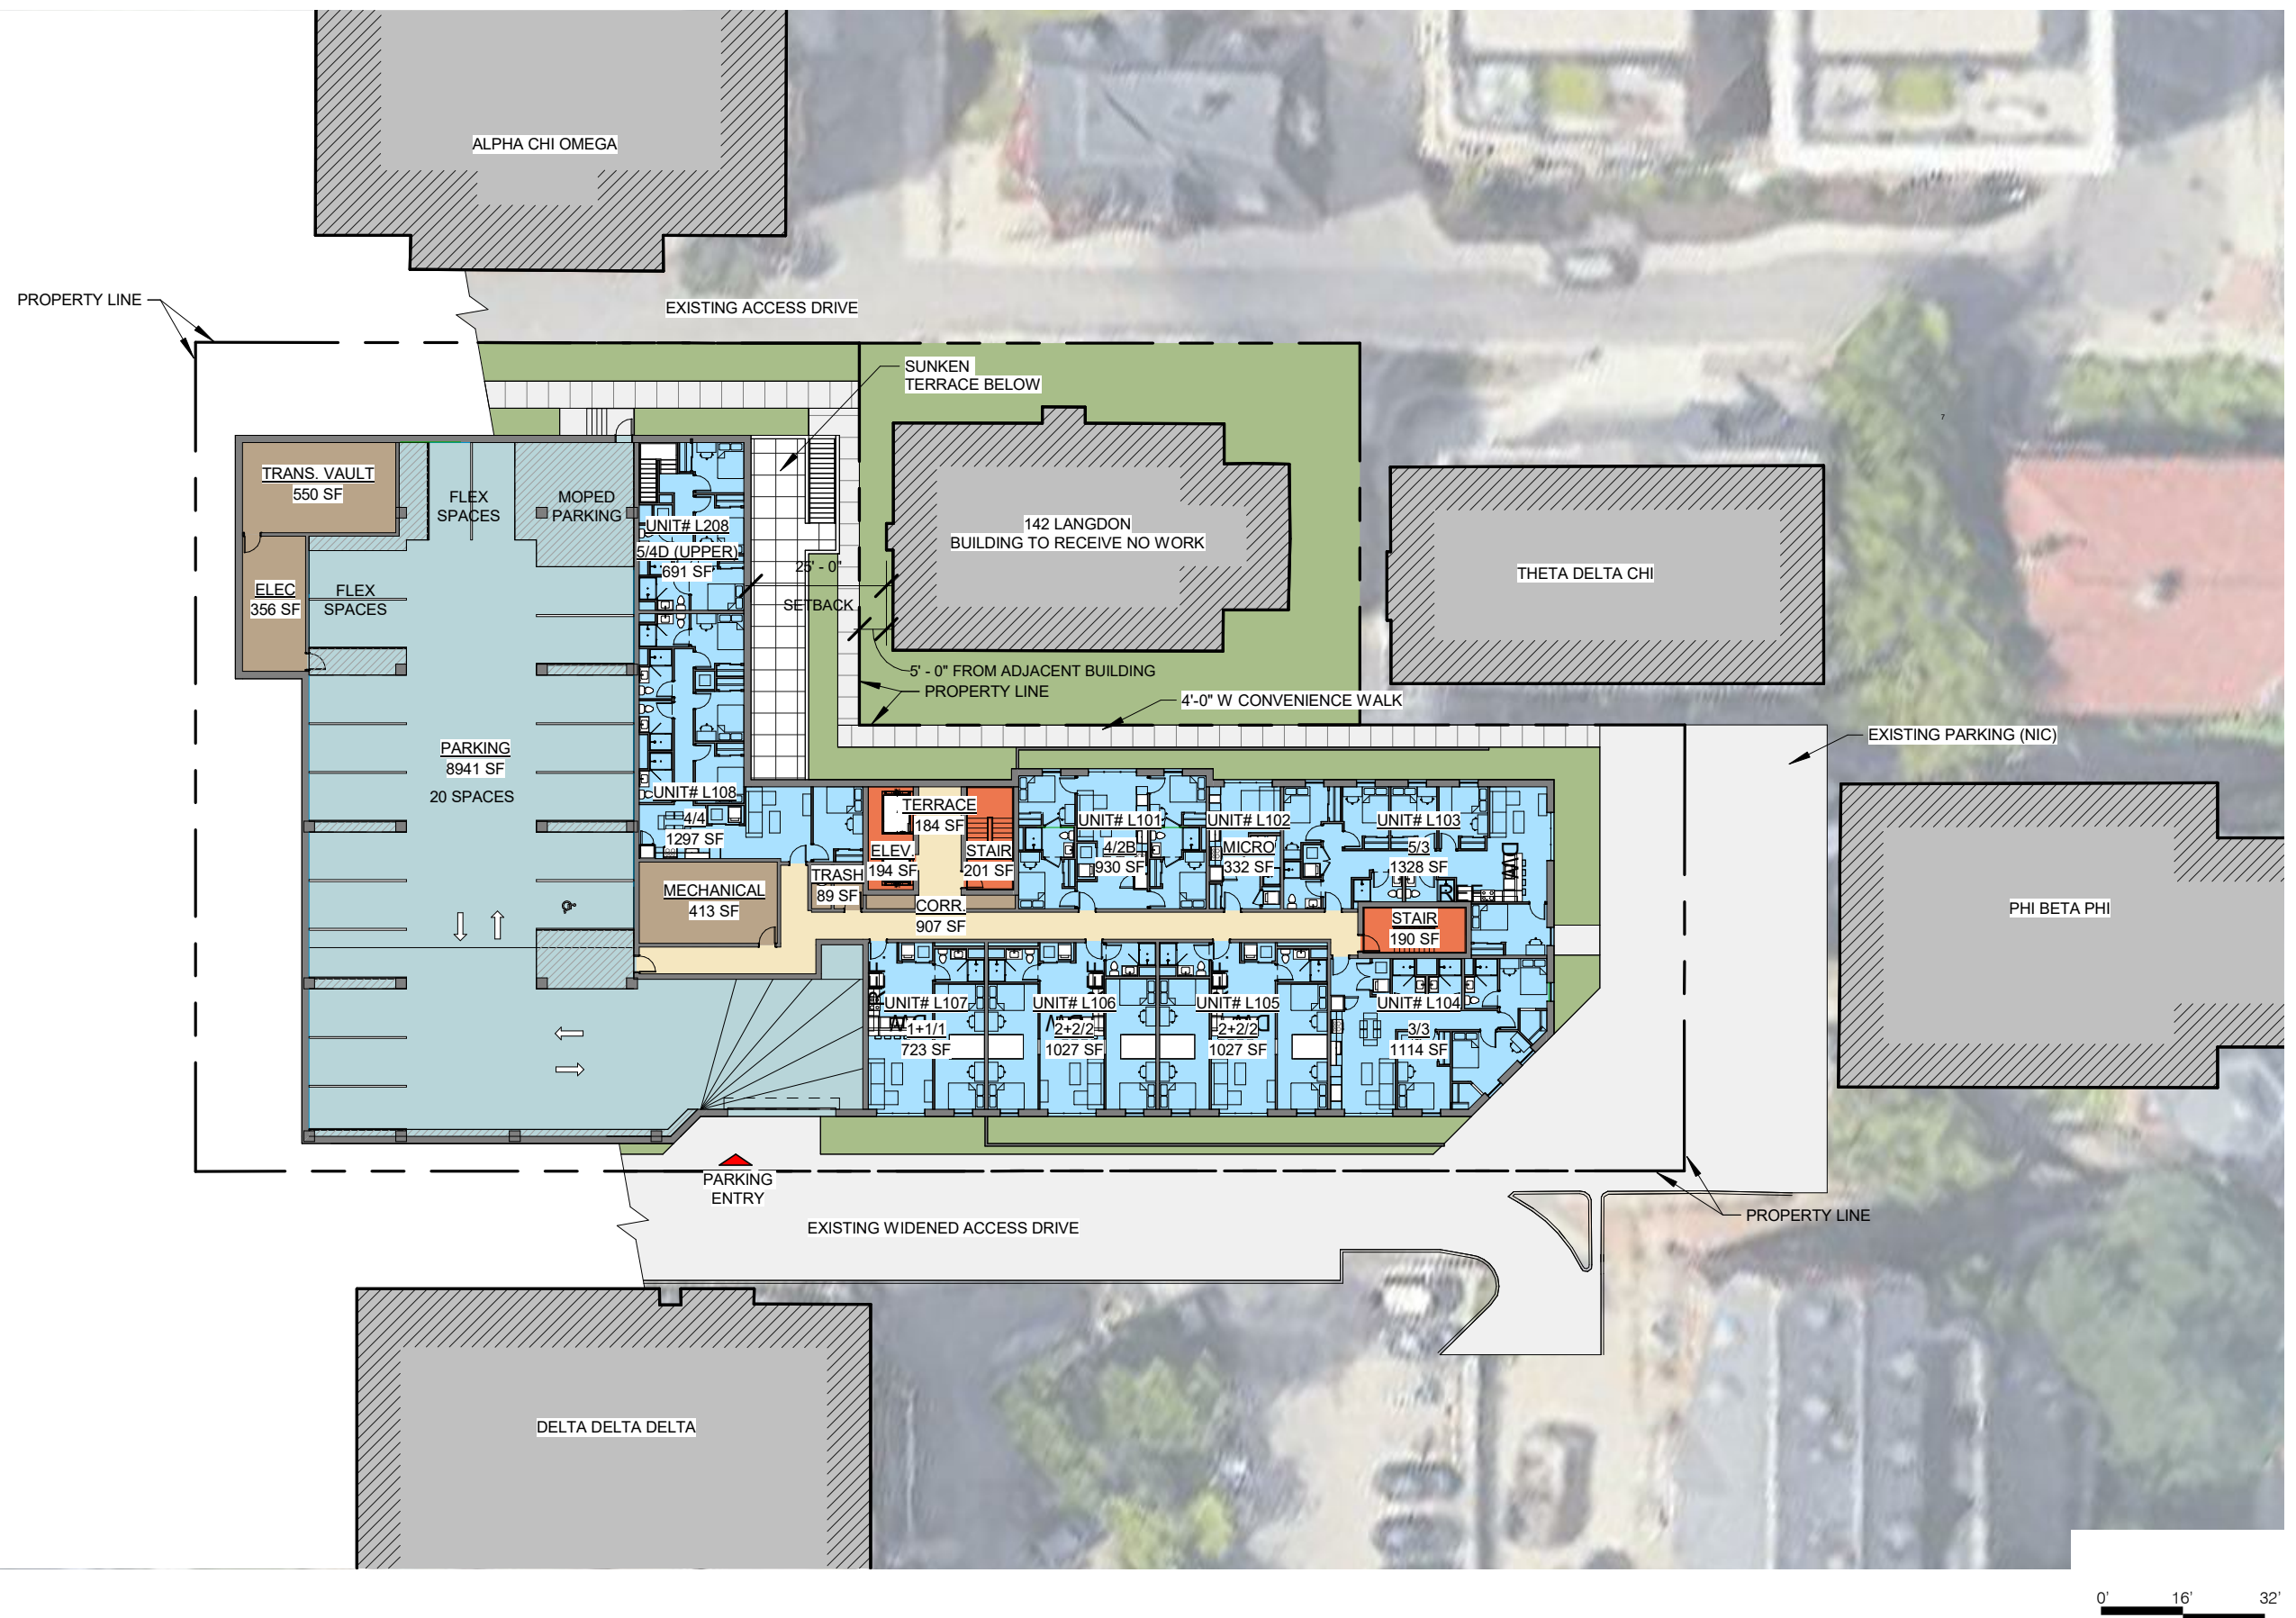 ALPHA CHI OMEGA
PROPERTY LINE
EXISTING ACCESS DRIVE
SUNKEN
TERRACE BELOW
7
TRANS. VAULT
550 SF
FLEX
SPACES
MOPED
PARKING
UNIT# L208
5/4D (UPPER)
691 SF
25' - 0"
SETBACK
142 LANGDON
BUILDING TO RECEIVE NO WORK
THETA DELTA CHI
ELEC
356 SF
FLEX
SPACES
5' - 0" FROM ADJACENT BUILDING
PROPERTY LINE
4'-0" W CONVENIENCE WALK
EXISTING PARKING (NIC)
PARKING
8941 SF
20 SPACES
UNIT# L108
4/4
1297 SF
TERRACE
184 SF
ELEV.
194 SF
STAIR
201 SF
UNIT# L101
4/2B
930 SF
UNIT# L102
MICRO
332 SF
UNIT# L103
5/3
1328 SF
TRASH
89 SF
MECHANICAL
413 SF
CORR.
907 SF
STAIR
190 SF
PHI BETA PHI
UNIT# L107
1+1/1
723 SF
UNIT# L106
2+2/2
1027 SF
UNIT# L105
2+2/2
1027 SF
UNIT# L104
3/3
1114 SF
PARKING
ENTRY
EXISTING WIDENED ACCESS DRIVE
PROPERTY LINE
DELTA DELTA DELTA
0' 16' 32'